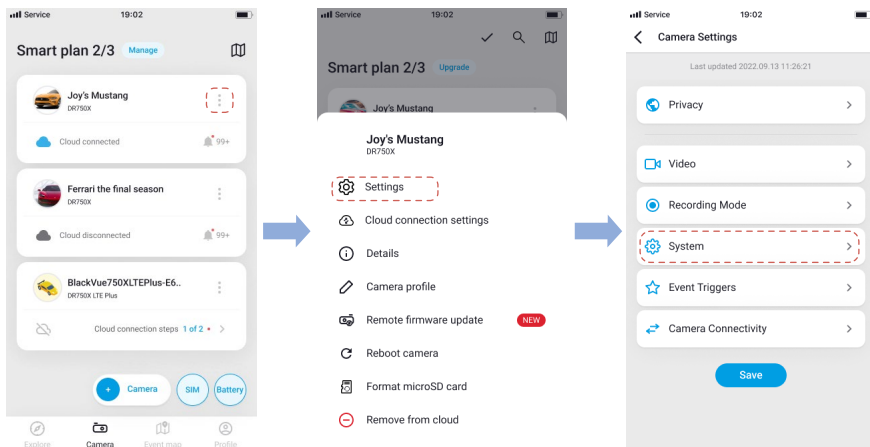 Service
19:02
Smart plan 2/3
Manage
Joy's Mustang
DR750X
Cloud connected
99+
Ferrari the final season
DR750X
Cloud disconnected
99+
BlackVue750XLTEPlus-E6..
DR750X LTE Plus
Cloud connection steps 1 of 2
+ Camera
SIM
Battery
Explore
Camera
Event map
Profile
Service
19:02
Smart plan 2/3
Upgrade
Joy's Mustang
Joy's Mustang
DR750X
Settings
Cloud connection settings
Details
Camera profile
Remote firmware update
NEW
Reboot camera
Format microSD card
Remove from cloud
Service
19:02
Camera Settings
Last updated 2022.09.13 11:26:21
Privacy
Video
Recording Mode
System
Event Triggers
Camera Connectivity
Save